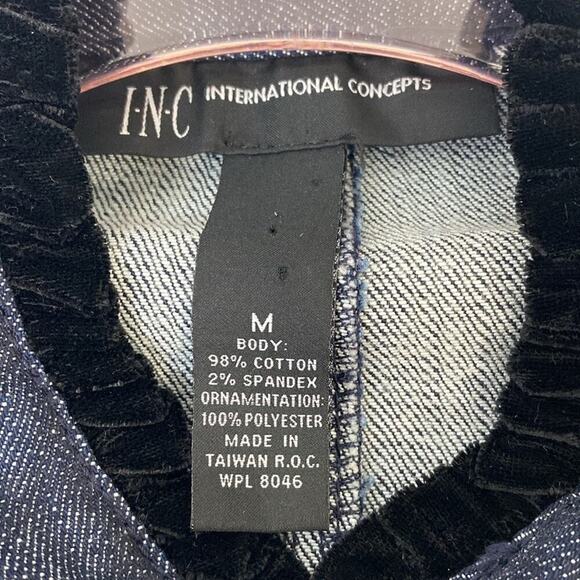 I·N·C INTERNATIONAL CONCEPTS
M
BODY:
98% COTTON
2% SPANDEX
ORNAMENTATION:
100% POLYESTER
MADE IN
TAIWAN R.O.C.
WPL 8046